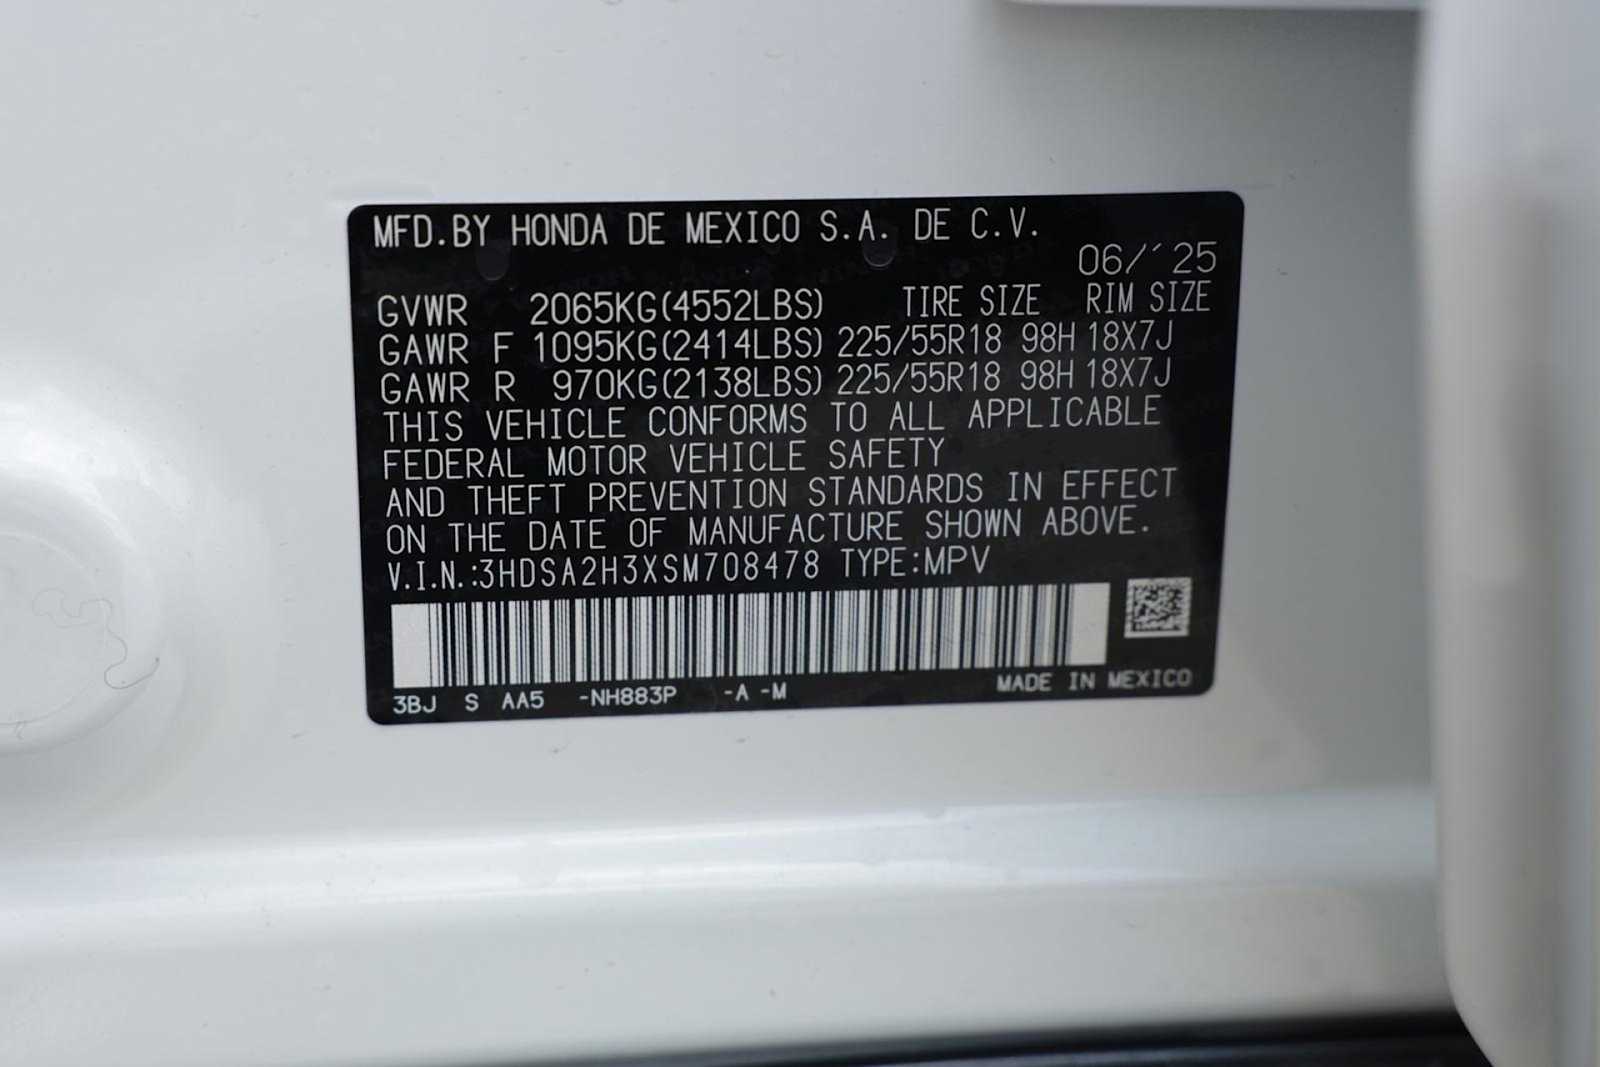 MFD.BY HONDA DE MEXICO S.A. DE C.V.
06/´25
GVWR 2065KG(4552LBS) TIRE SIZE RIM SIZE
GAWR F 1095KG(2414LBS) 225/55R18 98H 18X7J
GAWR R 970KG(2138LBS) 225/55R18 98H 18X7J
THIS VEHICLE CONFORMS TO ALL APPLICABLE
FEDERAL MOTOR VEHICLE SAFETY
AND THEFT PREVENTION STANDARDS IN EFFECT
ON THE DATE OF MANUFACTURE SHOWN ABOVE.
V.I.N.:3HDSA2H3XSM708478 TYPE:MPV
3BJ S AA5 -NH883P -A -M MADE IN MEXICO